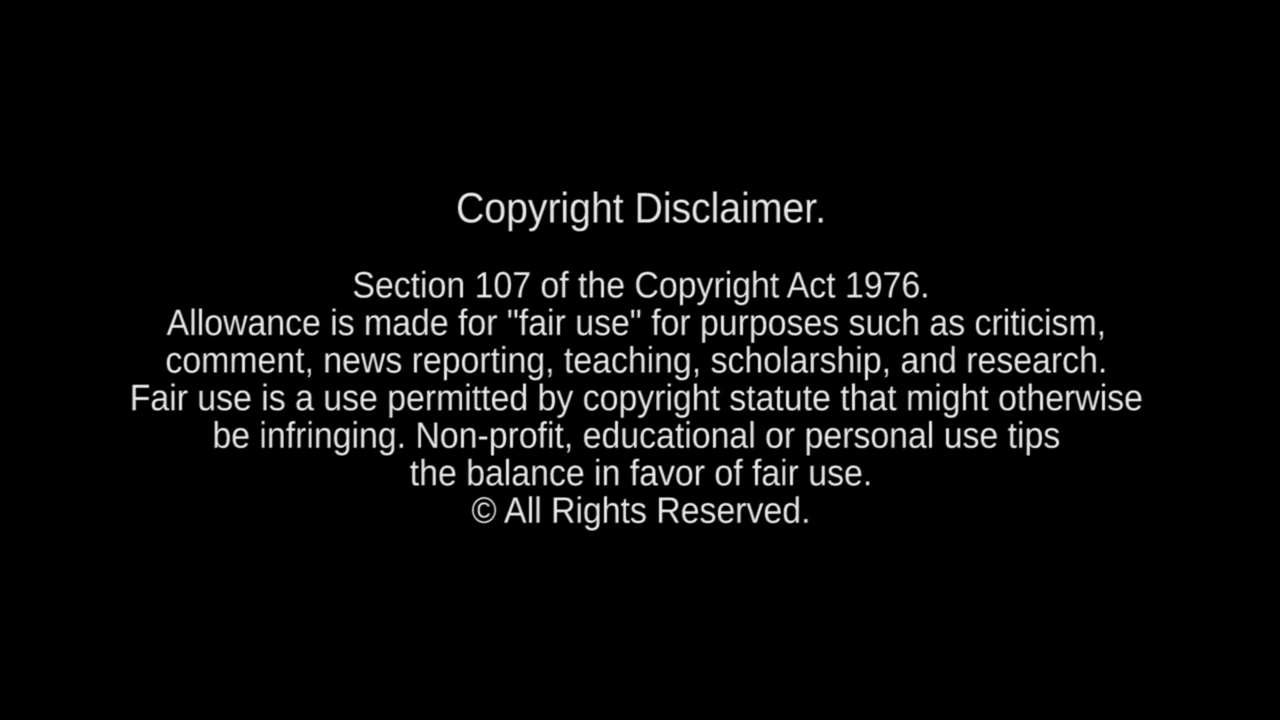 Copyright Disclaimer.
Section 107 of the Copyright Act 1976.
Allowance is made for "fair use" for purposes such as criticism,
comment, news reporting, teaching, scholarship, and research.
Fair use is a use permitted by copyright statute that might otherwise
be infringing. Non-profit, educational or personal use tips
the balance in favor of fair use.
© All Rights Reserved.